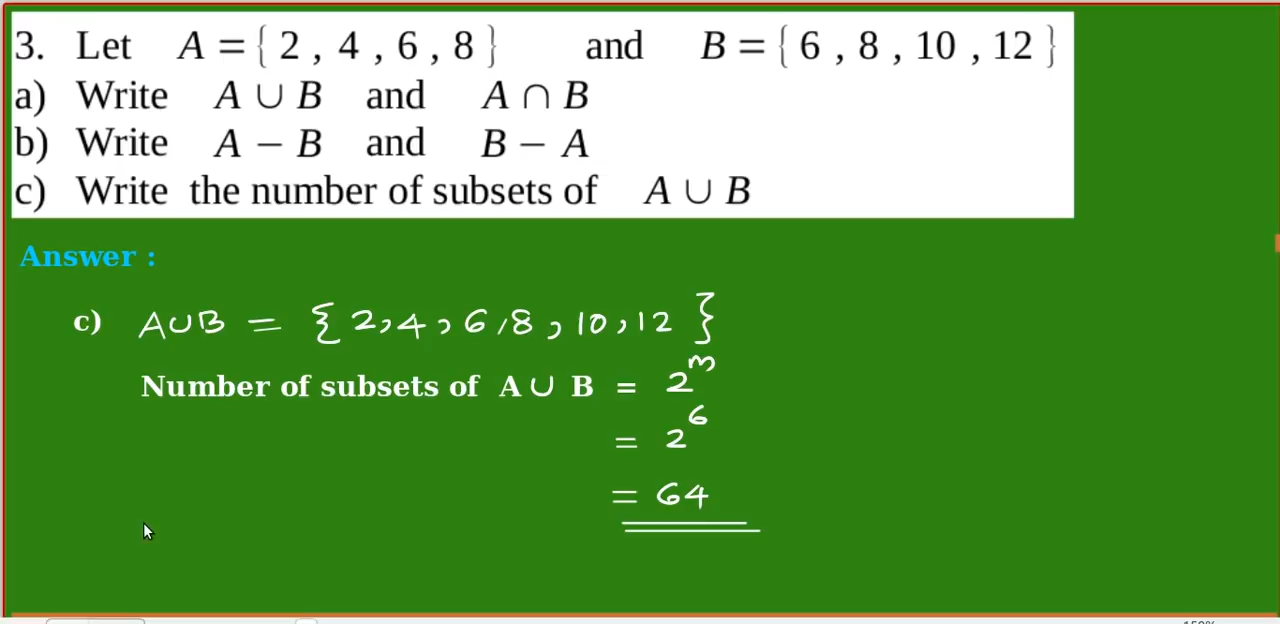 3. Let A = { 2 , 4 , 6 , 8 } and B = { 6 , 8 , 10 , 12 }
a) Write A ∪ B and A ∩ B
b) Write A − B and B − A
c) Write the number of subsets of A ∪ B
Answer :
c) A∪B = { 2,4,6,8,10,12 }
Number of subsets of A ∪ B = 2^m
= 2^6
= 64
150%